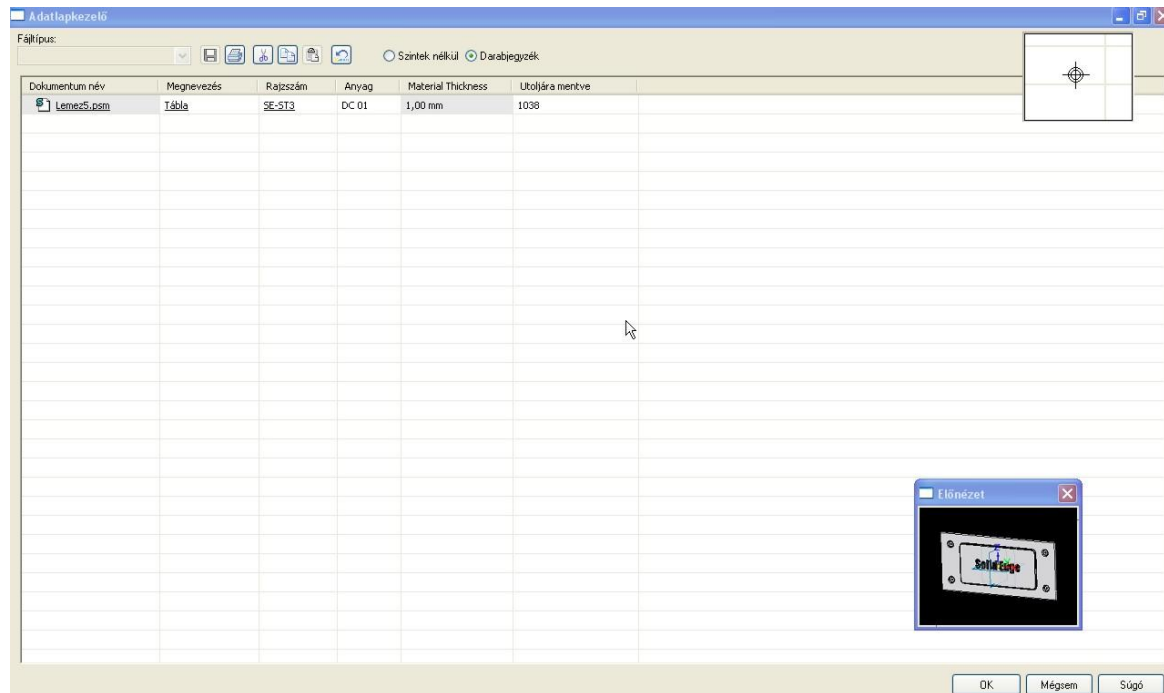 Adatlapkezelő
Fájltípus:
Szintek nélkül Darabjegyzék
Dokumentum név Megnevezés Rajzszám Anyag Material Thickness Utoljára mentve
Lemez5.psm Tábla SE-ST3 DC 01 1,00 mm 1038
Előnézet
Solid Edge
OK Mégsem Súgó